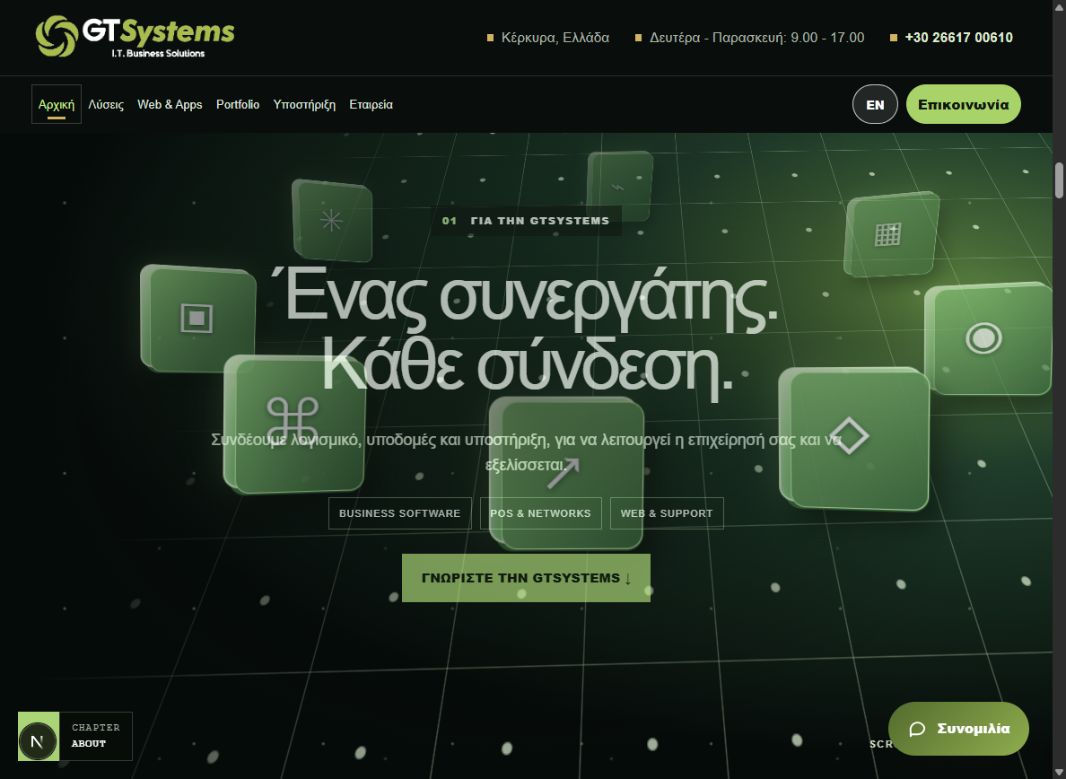 GTSystems
I.T. Business Solutions
Κέρκυρα, Ελλάδα
Δευτέρα - Παρασκευή: 9.00 - 17.00
+30 26617 00610
Αρχική
Λύσεις
Web & Apps
Portfolio
Υποστήριξη
Εταιρεία
EN
Επικοινωνία
01 ΓΙΑ ΤΗΝ GTSYSTEMS
Ένας συνεργάτης.
Κάθε σύνδεση.
Συνδέουμε λογισμικό, υποδομές και υποστήριξη, για να λειτουργεί η επιχείρησή σας και να
εξελίσσεται.
BUSINESS SOFTWARE
POS & NETWORKS
WEB & SUPPORT
ΓΝΩΡΙΣΤΕ ΤΗΝ GTSYSTEMS ↓
N
CHAPTER
ABOUT
SCR
Συνομιλία